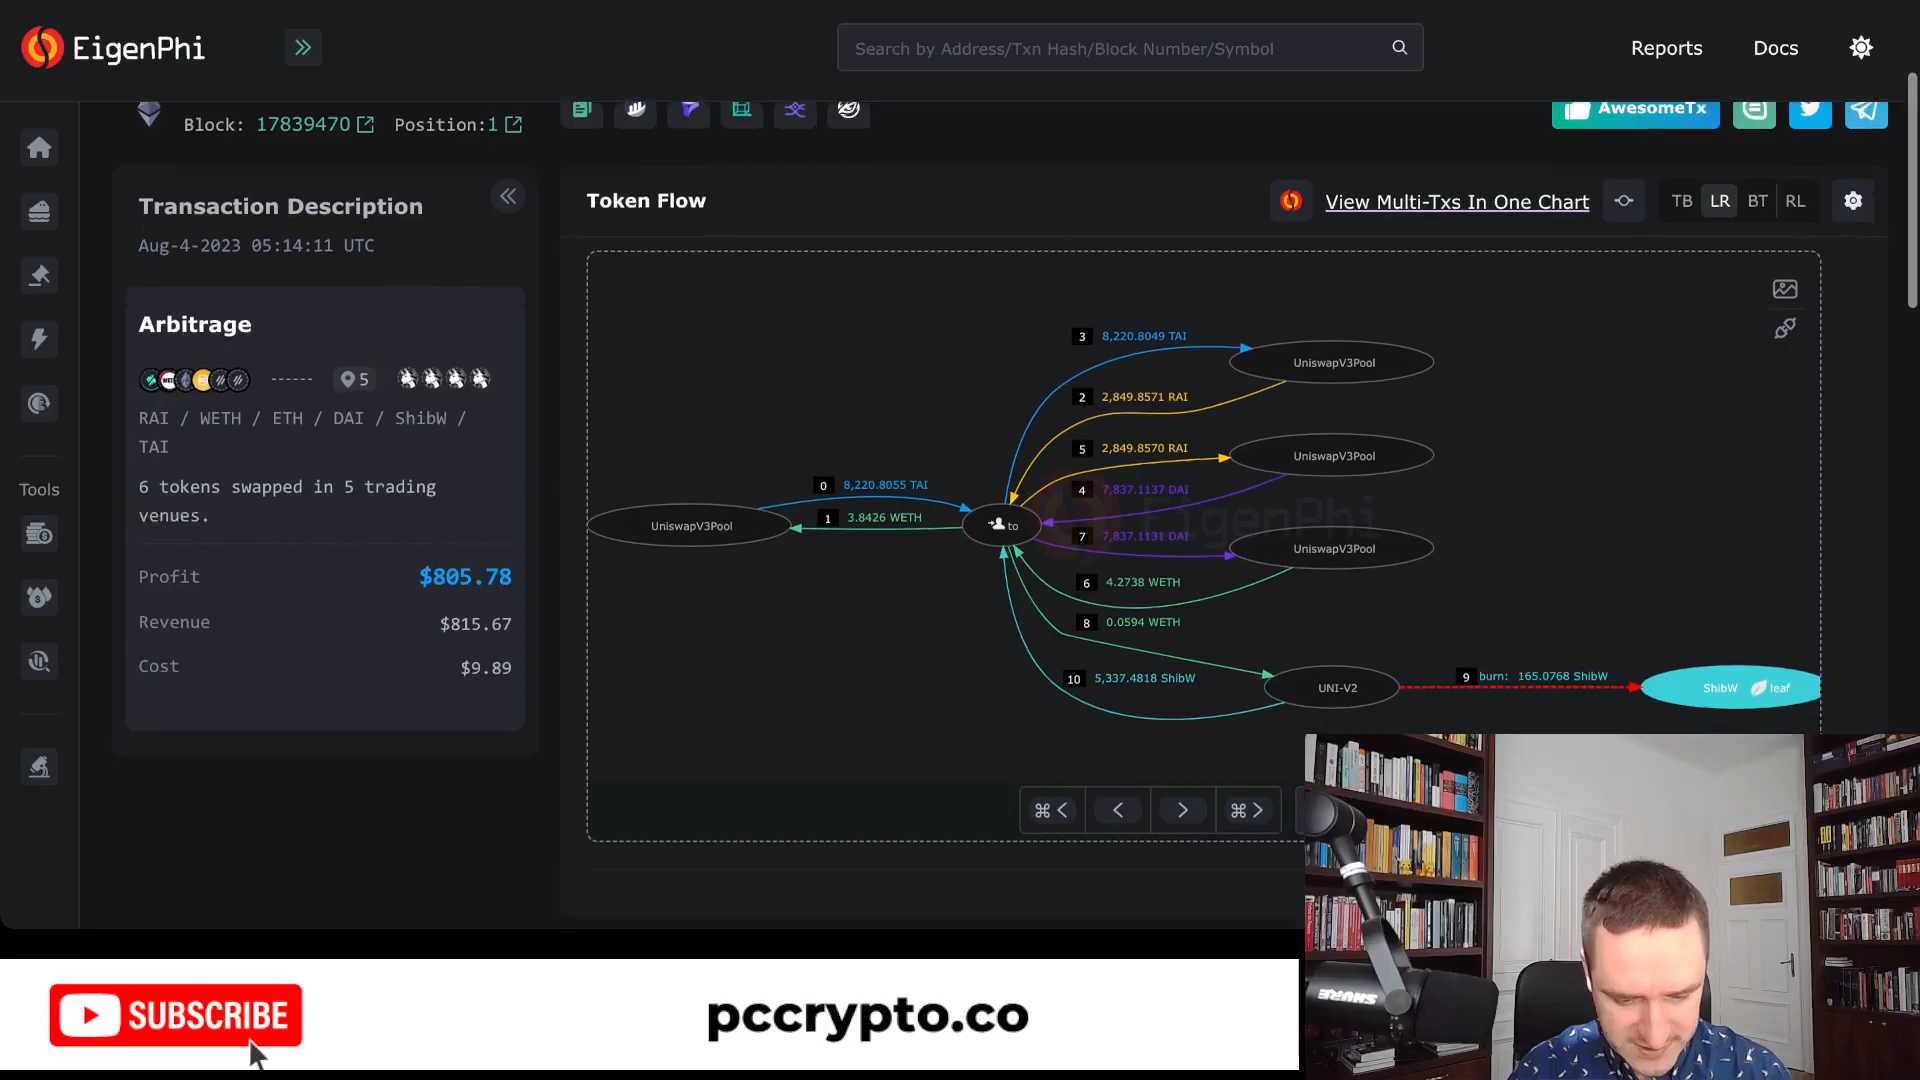 EigenPhi
Search by Address/Txn Hash/Block Number/Symbol
Reports
Docs
Block: 17839470
Position:1
AwesomeTx
Transaction Description
Aug-4-2023 05:14:11 UTC
Arbitrage
5
RAI / WETH / ETH / DAI / ShibW /
TAI
6 tokens swapped in 5 trading
venues.
Profit $805.78
Revenue $815.67
Cost $9.89
Tools
Token Flow
View Multi-Txs In One Chart
TB LR BT RL
3 8,220.8049 TAI
UniswapV3Pool
2 2,849.8571 RAI
5 2,849.8570 RAI
UniswapV3Pool
0 8,220.8055 TAI
4 7,837.1137 DAI
1 3.8426 WETH
UniswapV3Pool
to
EigenPhi
7 7,837.1131 DAI
UniswapV3Pool
6 4.2738 WETH
8 0.0594 WETH
10 5,337.4818 ShibW
9 burn: 165.0768 ShibW
UNI-V2
ShibW leaf
⌘ <
<
>
⌘ >
SHURE
SUBSCRIBE
pccrypto.co